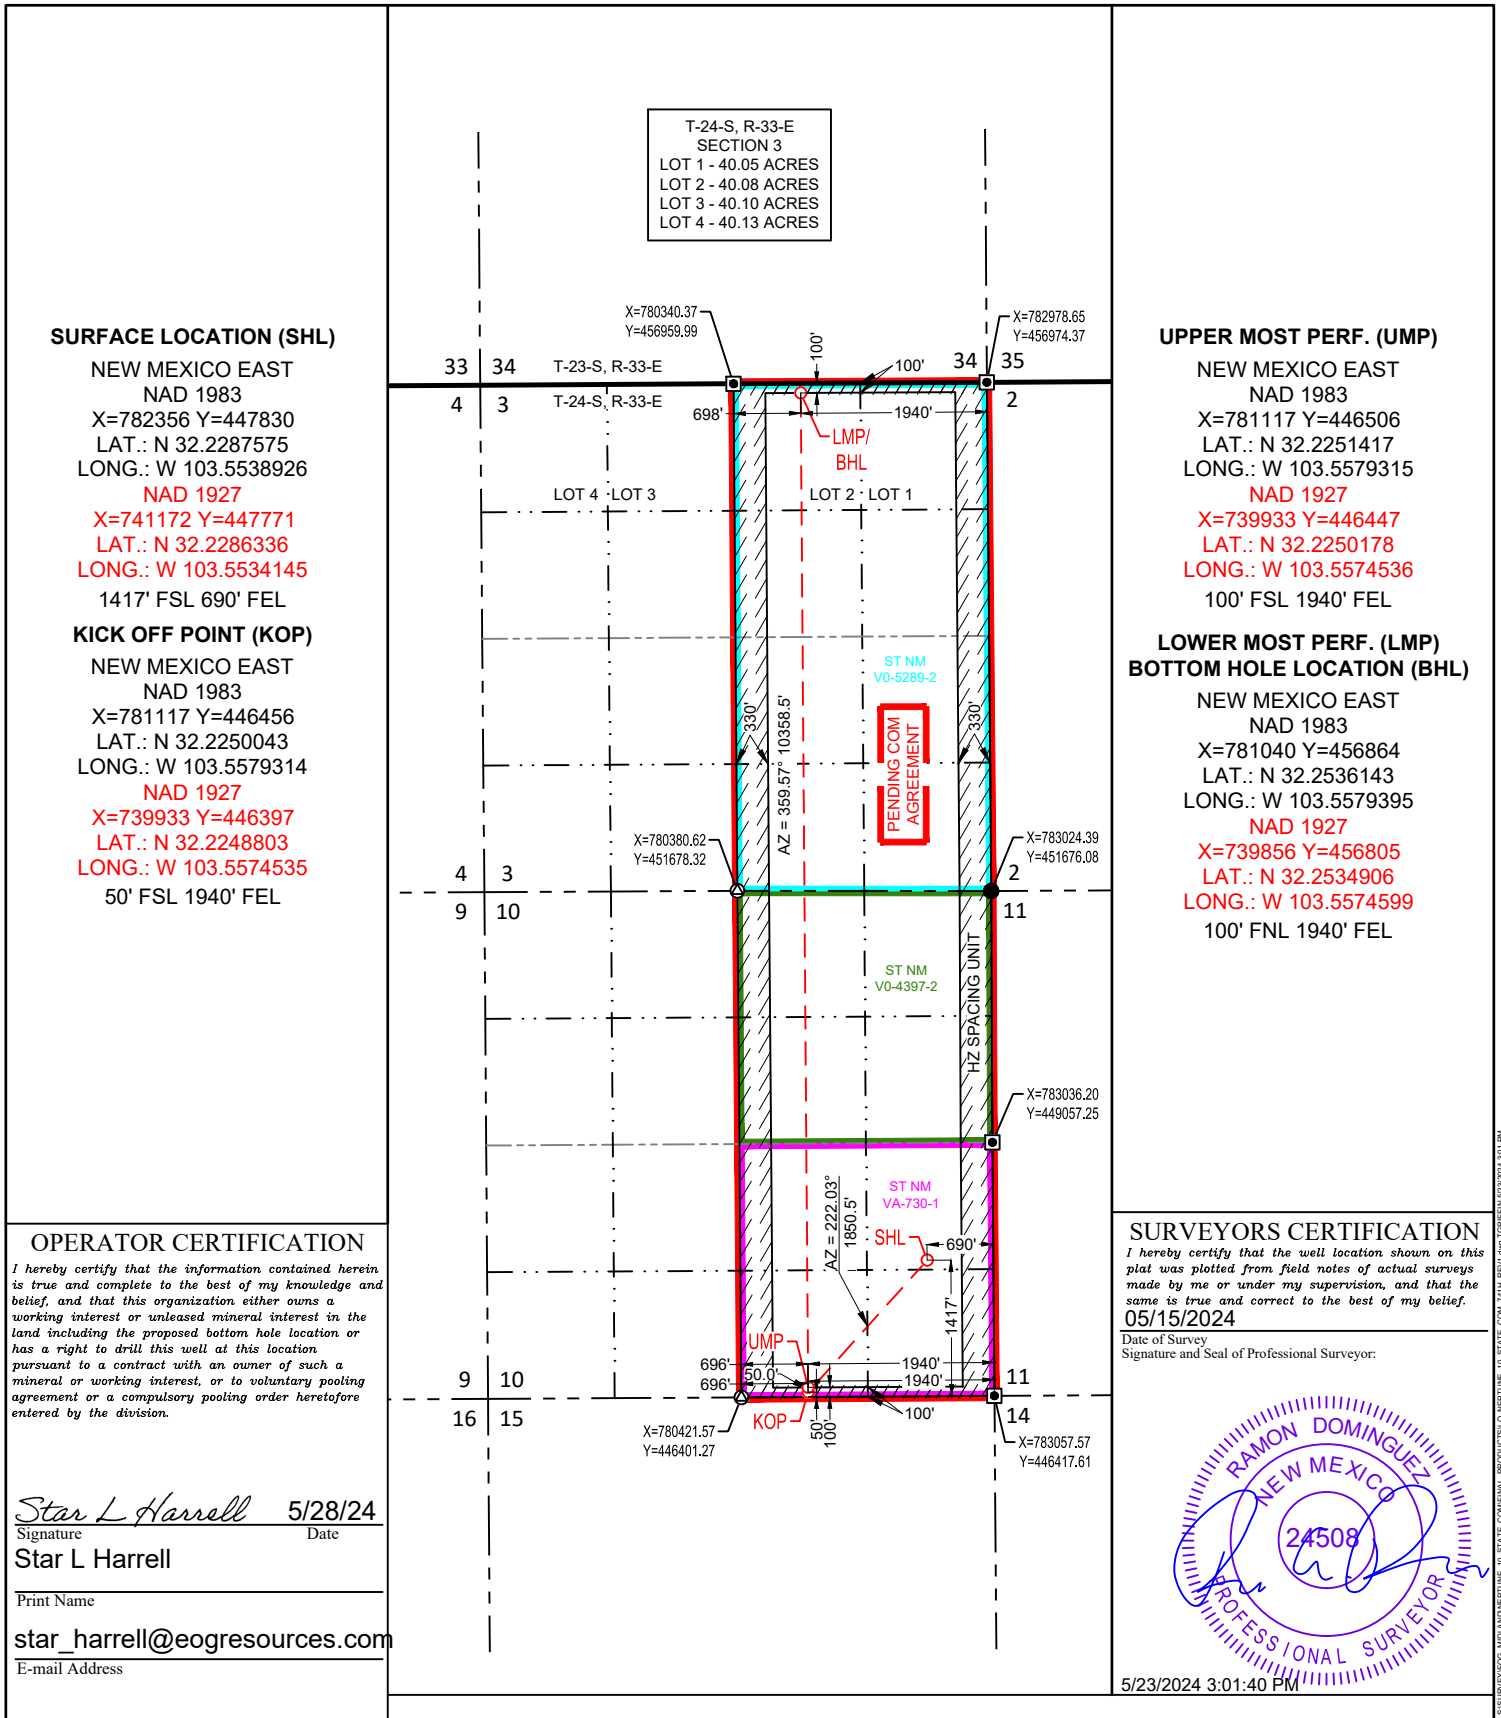 T-24-S, R-33-E
SECTION 3
LOT 1 - 40.05 ACRES
LOT 2 - 40.08 ACRES
LOT 3 - 40.10 ACRES
LOT 4 - 40.13 ACRES
SURFACE LOCATION (SHL)
NEW MEXICO EAST
NAD 1983
X=782356 Y=447830
LAT.: N 32.2287575
LONG.: W 103.5538926
NAD 1927
X=741172 Y=447771
LAT.: N 32.2286336
LONG.: W 103.5534145
1417' FSL 690' FEL
KICK OFF POINT (KOP)
NEW MEXICO EAST
NAD 1983
X=781117 Y=446456
LAT.: N 32.2250043
LONG.: W 103.5579314
NAD 1927
X=739933 Y=446397
LAT.: N 32.2248803
LONG.: W 103.5574535
50' FSL 1940' FEL
X=780340.37
Y=456959.99
X=782978.65
Y=456974.37
33 34
T-23-S, R-33-E
100'
100'
34 35
4 3
T-24-S, R-33-E
2
698'
1940'
LMP/
BHL
LOT 4 LOT 3
LOT 2 LOT 1
ST NM
V0-5289-2
330'
AZ = 359.57° 10358.5'
PENDING COM
AGREEMENT
330'
X=780380.62
Y=451678.32
X=783024.39
Y=451676.08
4 3
2
9 10
11
ST NM
V0-4397-2
HZ SPACING UNIT
X=783036.20
Y=449057.25
ST NM
VA-730-1
AZ = 222.03°
1850.5'
SHL
690'
1417'
UMP
696'
1940'
50.0'
696'
1940'
9 10
11
16 15
14
KOP
50'
100'
100'
X=780421.57
Y=446401.27
X=783057.57
Y=446417.61
UPPER MOST PERF. (UMP)
NEW MEXICO EAST
NAD 1983
X=781117 Y=446506
LAT.: N 32.2251417
LONG.: W 103.5579315
NAD 1927
X=739933 Y=446447
LAT.: N 32.2250178
LONG.: W 103.5574536
100' FSL 1940' FEL
LOWER MOST PERF. (LMP)
BOTTOM HOLE LOCATION (BHL)
NEW MEXICO EAST
NAD 1983
X=781040 Y=456864
LAT.: N 32.2536143
LONG.: W 103.5579395
NAD 1927
X=739856 Y=456805
LAT.: N 32.2534906
LONG.: W 103.5574599
100' FNL 1940' FEL
OPERATOR CERTIFICATION
I hereby certify that the information contained herein
is true and complete to the best of my knowledge and
belief, and that this organization either owns a
working interest or unleased mineral interest in the
land including the proposed bottom hole location or
has a right to drill this well at this location
pursuant to a contract with an owner of such a
mineral or working interest, or to voluntary pooling
agreement or a compulsory pooling order heretofore
entered by the division.
Star L Harrell 5/28/24
Signature Date
Star L Harrell
Print Name
star_harrell@eogresources.com
E-mail Address
SURVEYORS CERTIFICATION
I hereby certify that the well location shown on this
plat was plotted from field notes of actual surveys
made by me or under my supervision, and that the
same is true and correct to the best of my belief.
05/15/2024
Date of Survey
Signature and Seal of Professional Surveyor:
RAMON DOMINGUEZ
NEW MEXICO
24508
PROFESSIONAL SURVEYOR
5/23/2024 3:01:40 PM